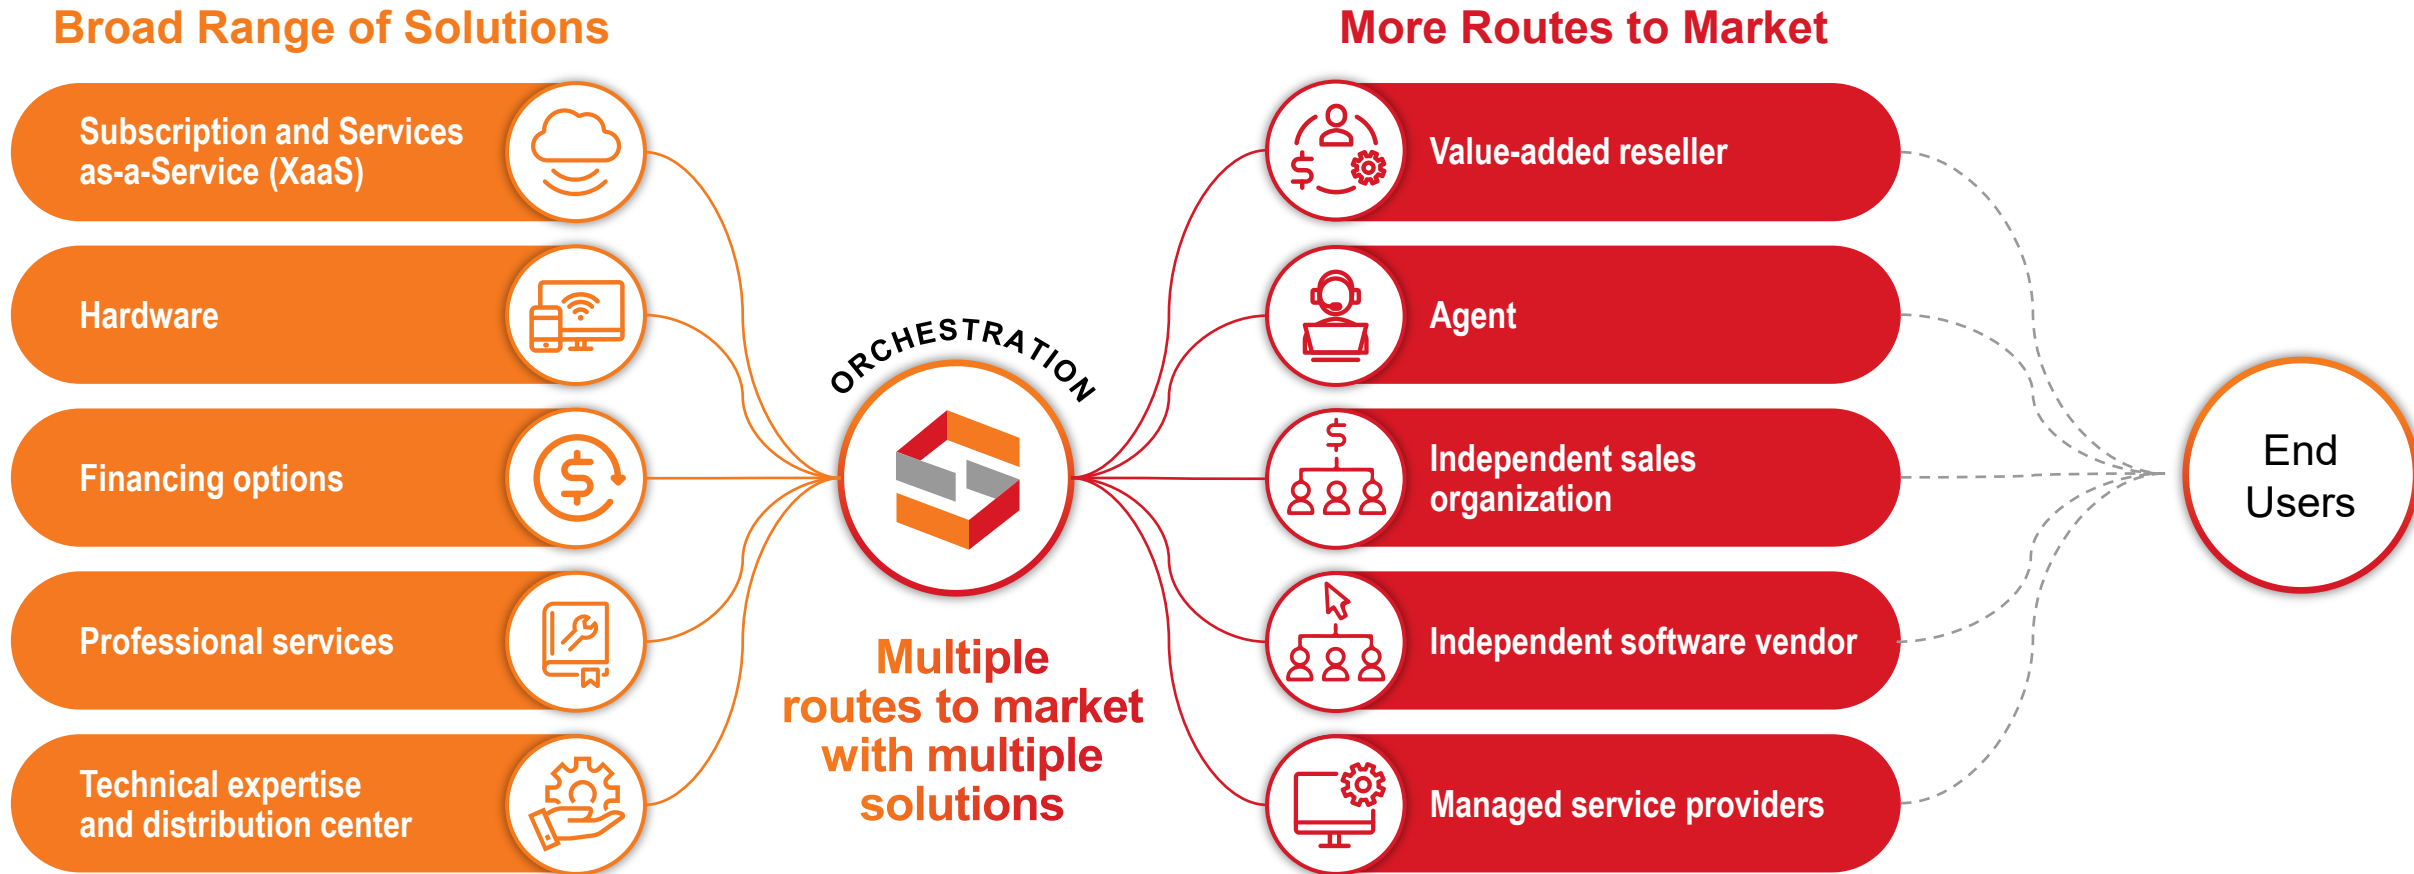 Broad Range of Solutions
Subscription and Services
as-a-Service (XaaS)
Hardware
Financing options
Professional services
Technical expertise
and distribution center
ORCHESTRATION
Multiple
routes to market
with multiple
solutions
More Routes to Market
Value-added reseller
Agent
Independent sales
organization
Independent software vendor
Managed service providers
End
Users